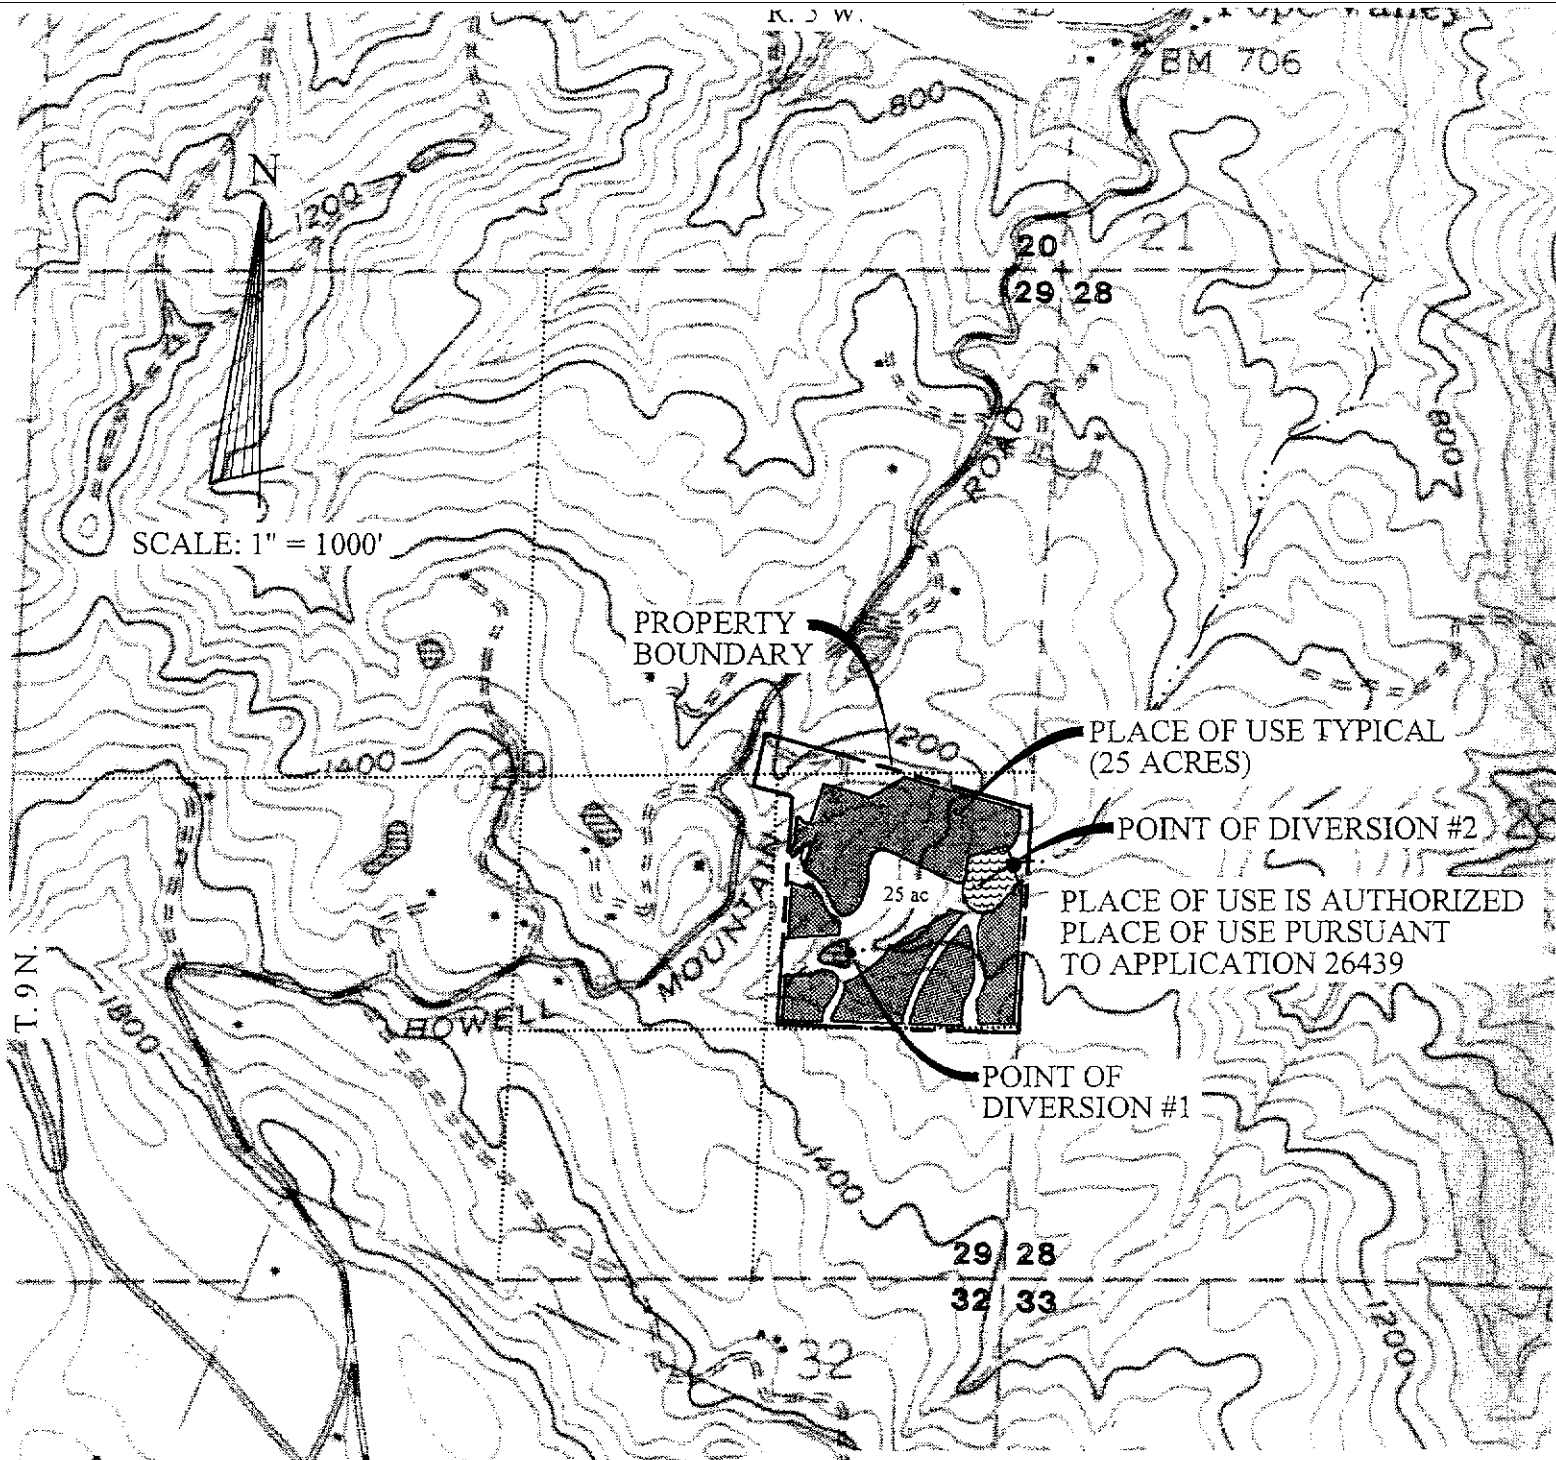 R. 5 W.
Pope Valley
BM 706
800
N
1200
20
21
29 28
800
ROAD
SCALE: 1" = 1000'
PROPERTY
BOUNDARY
1200
PLACE OF USE TYPICAL
(25 ACRES)
1400
POINT OF DIVERSION #2
28
25 ac
PLACE OF USE IS AUTHORIZED
PLACE OF USE PURSUANT
TO APPLICATION 26439
MOUNTAIN
T. 9 N.
1800
HOWELL
POINT OF
DIVERSION #1
1400
29 28
32 33
1200
32